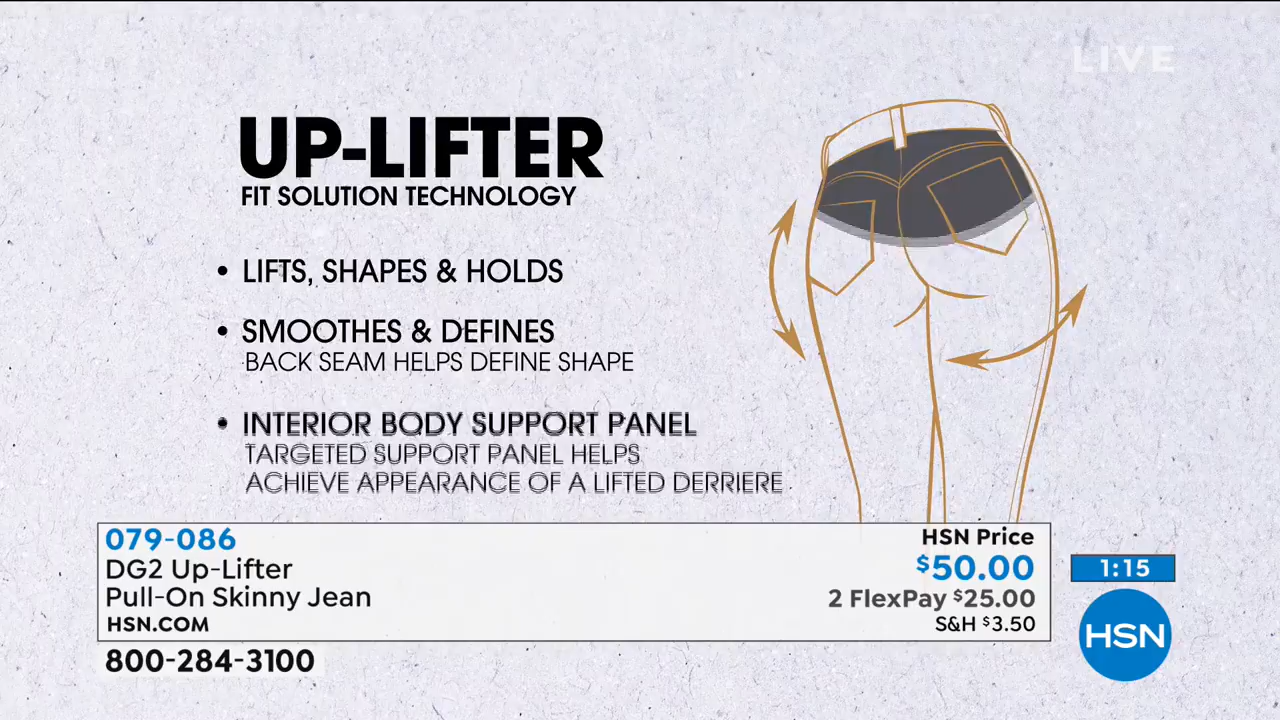 LIVE
UP-LIFTER
FIT SOLUTION TECHNOLOGY
• LIFTS, SHAPES & HOLDS
• SMOOTHES & DEFINES
BACK SEAM HELPS DEFINE SHAPE
• INTERIOR BODY SUPPORT PANEL
TARGETED SUPPORT PANEL HELPS
ACHIEVE APPEARANCE OF A LIFTED DERRIERE
079-086
DG2 Up-Lifter
Pull-On Skinny Jean
HSN.COM
800-284-3100
HSN Price
$50.00
2 FlexPay $25.00
S&H $3.50
1:15
HSN